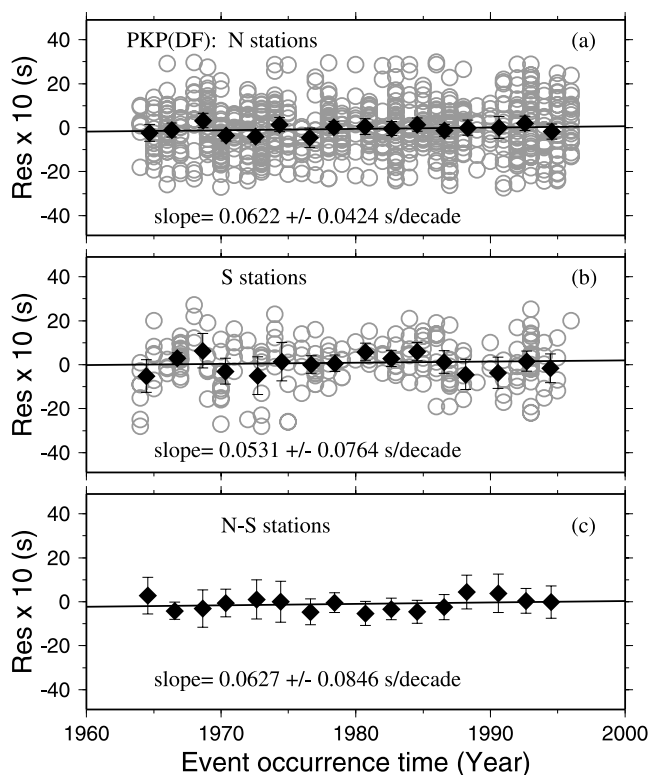 PKP(DF): N stations (a)
40
20
0
-20
-40
Res x 10 (s)
slope= 0.0622 +/- 0.0424 s/decade
S stations (b)
40
20
0
-20
-40
Res x 10 (s)
slope= 0.0531 +/- 0.0764 s/decade
N-S stations (c)
40
20
0
-20
-40
Res x 10 (s)
slope= 0.0627 +/- 0.0846 s/decade
1960 1970 1980 1990 2000
Event occurrence time (Year)